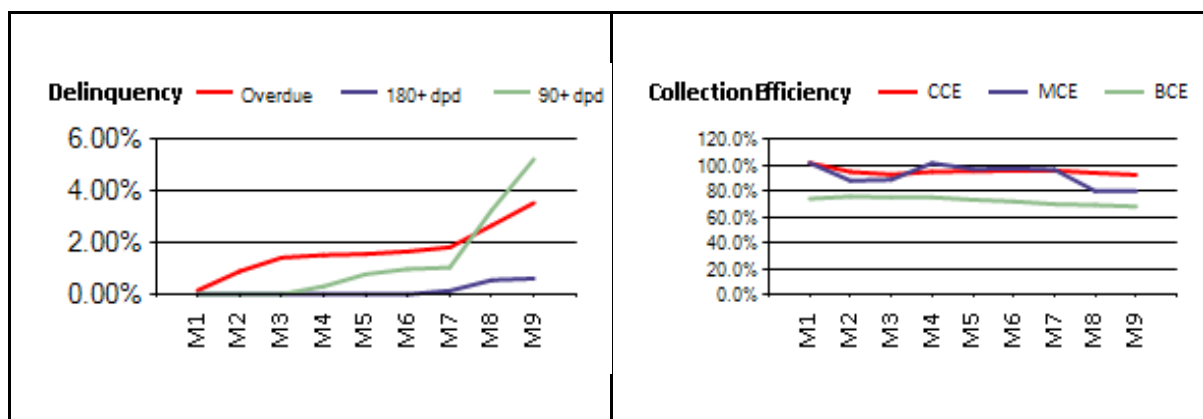 Delinquency Overdue 180+ dpd 90+ dpd
6.00%
4.00%
2.00%
0.00%
M1 M2 M3 M4 M5 M6 M7 M8 M9
Collection Efficiency CCE MCE BCE
120.0%
100.0%
80.0%
60.0%
40.0%
20.0%
0.0%
M1 M2 M3 M4 M5 M6 M7 M8 M9